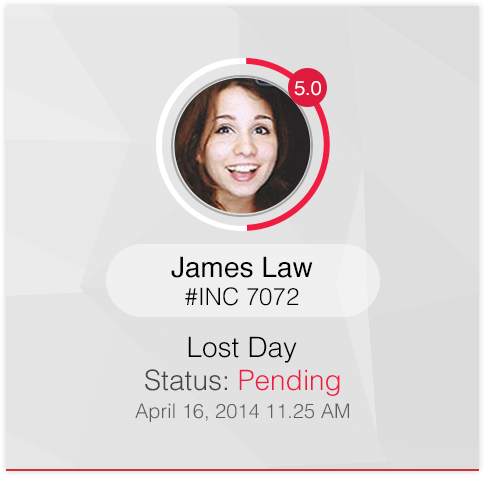 5.0
James Law
#INC 7072
Lost Day
Status: Pending
April 16, 2014 11.25 AM